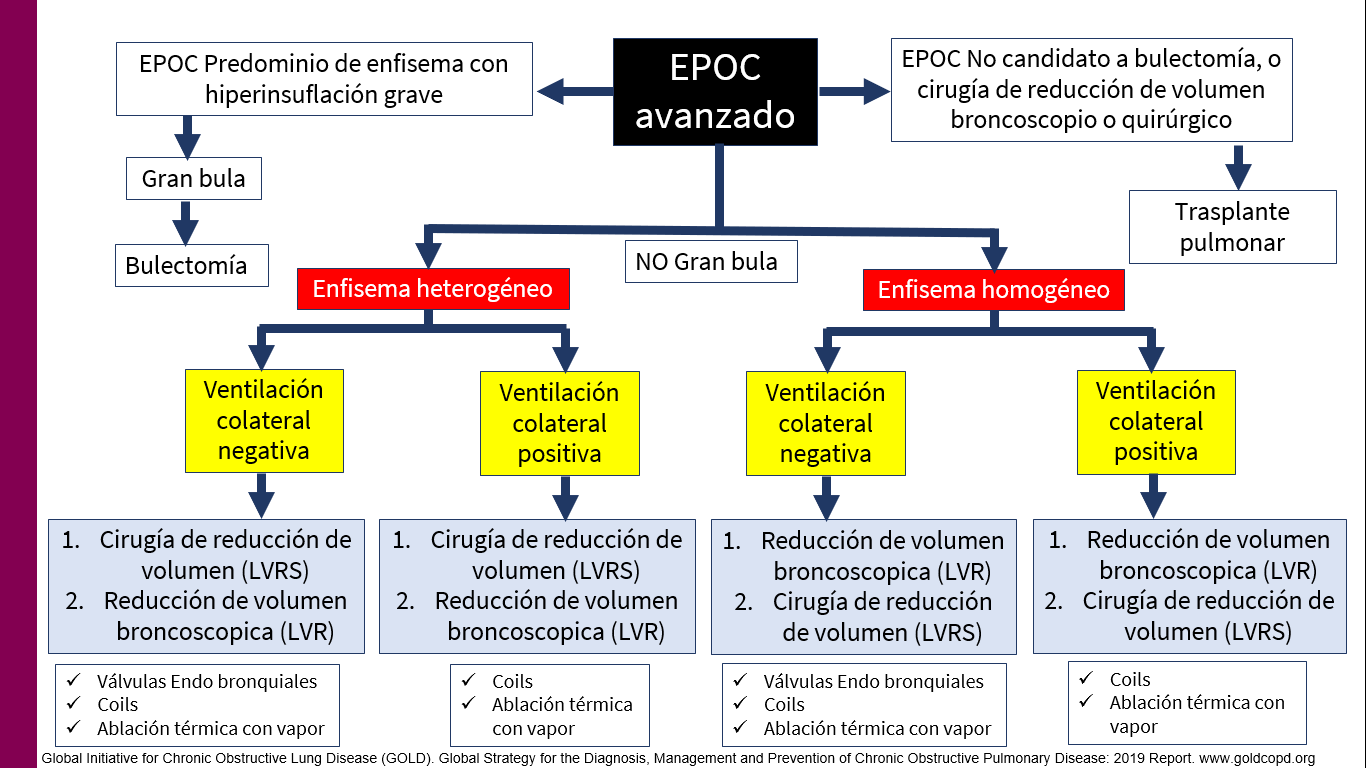 EPOC
avanzado
EPOC Predominio de enfisema con
hiperinsuflación grave
Gran bula
Bulectomía
EPOC No candidato a bulectomía, o
cirugía de reducción de volumen
broncoscopio o quirúrgico
Trasplante
pulmonar
NO Gran bula
Enfisema heterogéneo
Enfisema homogéneo
Ventilación
colateral
negativa
Ventilación
colateral
positiva
Ventilación
colateral
negativa
Ventilación
colateral
positiva
1. Cirugía de reducción de
volumen (LVRS)
2. Reducción de volumen
broncoscopica (LVR)
1. Cirugía de reducción de
volumen (LVRS)
2. Reducción de volumen
broncoscopica (LVR)
1. Reducción de volumen
broncoscopica (LVR)
2. Cirugía de reducción
de volumen (LVRS)
1. Reducción de volumen
broncoscopica (LVR)
2. Cirugía de reducción de
volumen (LVRS)
✓ Válvulas Endo bronquiales
✓ Coils
✓ Ablación térmica con vapor
✓ Coils
✓ Ablación térmica
con vapor
✓ Válvulas Endo bronquiales
✓ Coils
✓ Ablación térmica con vapor
✓ Coils
✓ Ablación térmica con
vapor
Global Initiative for Chronic Obstructive Lung Disease (GOLD). Global Strategy for the Diagnosis, Management and Prevention of Chronic Obstructive Pulmonary Disease: 2019 Report. www.goldcopd.org